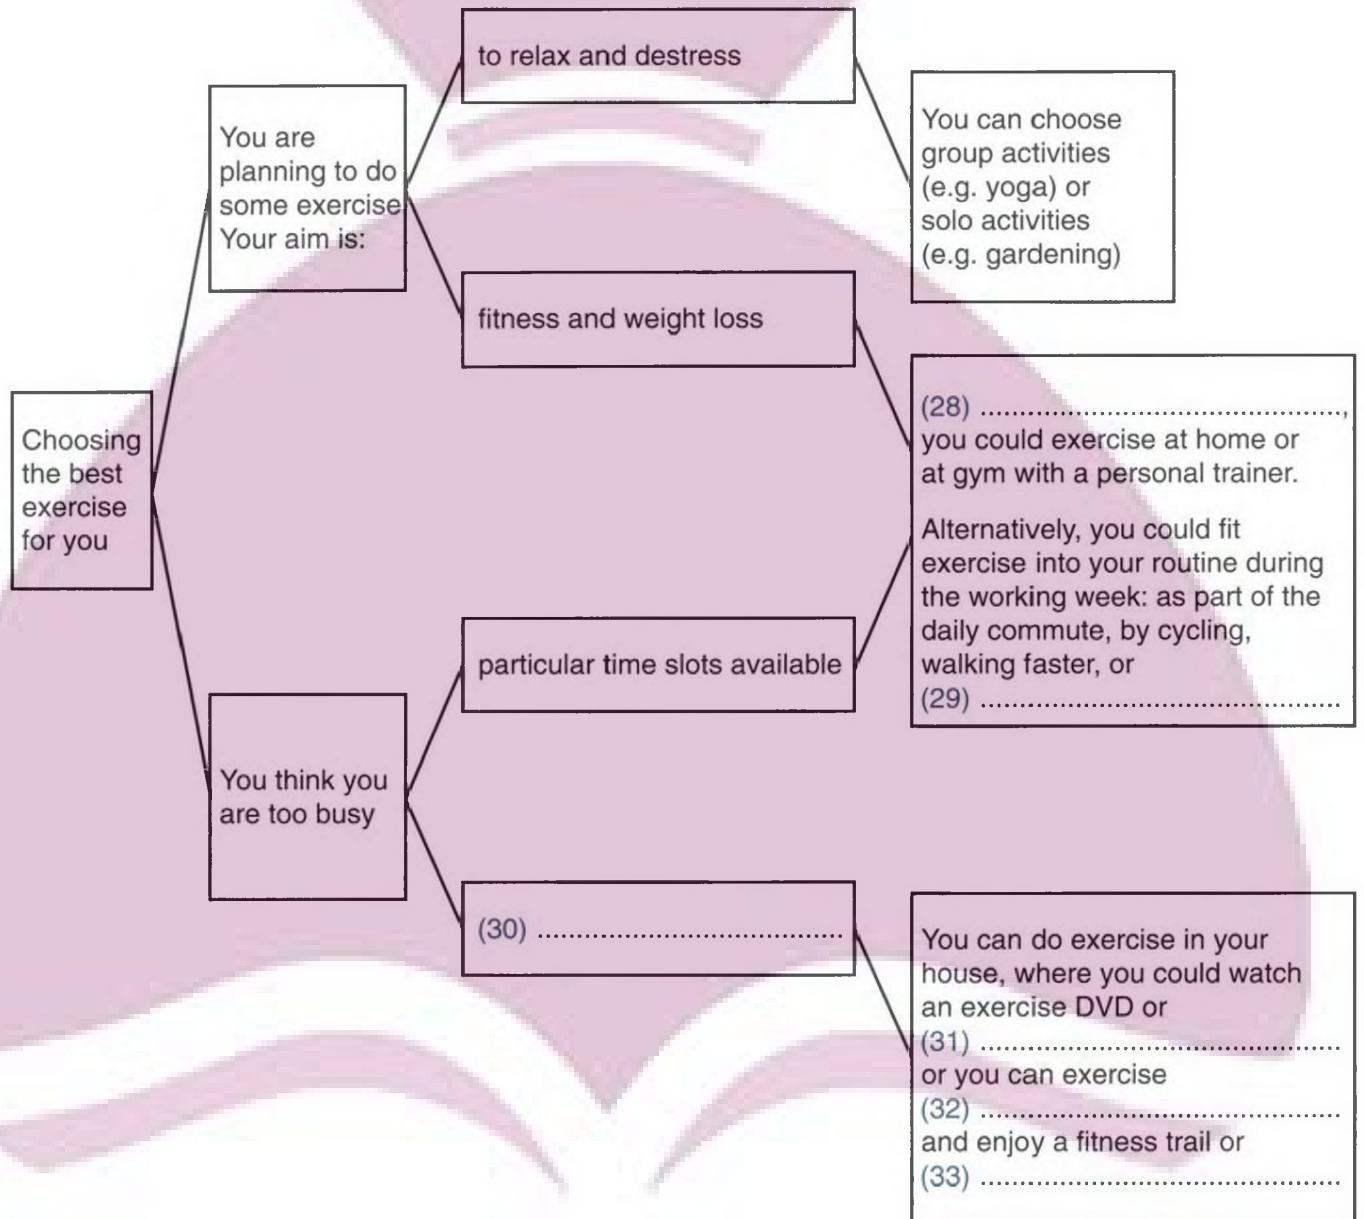 to relax and destress
You are
planning to do
some exercise
Your aim is:
You can choose
group activities
(e.g. yoga) or
solo activities
(e.g. gardening)
fitness and weight loss
Choosing
the best
exercise
for you
(28) ..............................................,
you could exercise at home or
at gym with a personal trainer.
Alternatively, you could fit
exercise into your routine during
the working week: as part of the
daily commute, by cycling,
walking faster, or
(29) ..............................................
particular time slots available
You think you
are too busy
(30) .......................................
You can do exercise in your
house, where you could watch
an exercise DVD or
(31) ..............................................
or you can exercise
(32) ..............................................
and enjoy a fitness trail or
(33) ..............................................